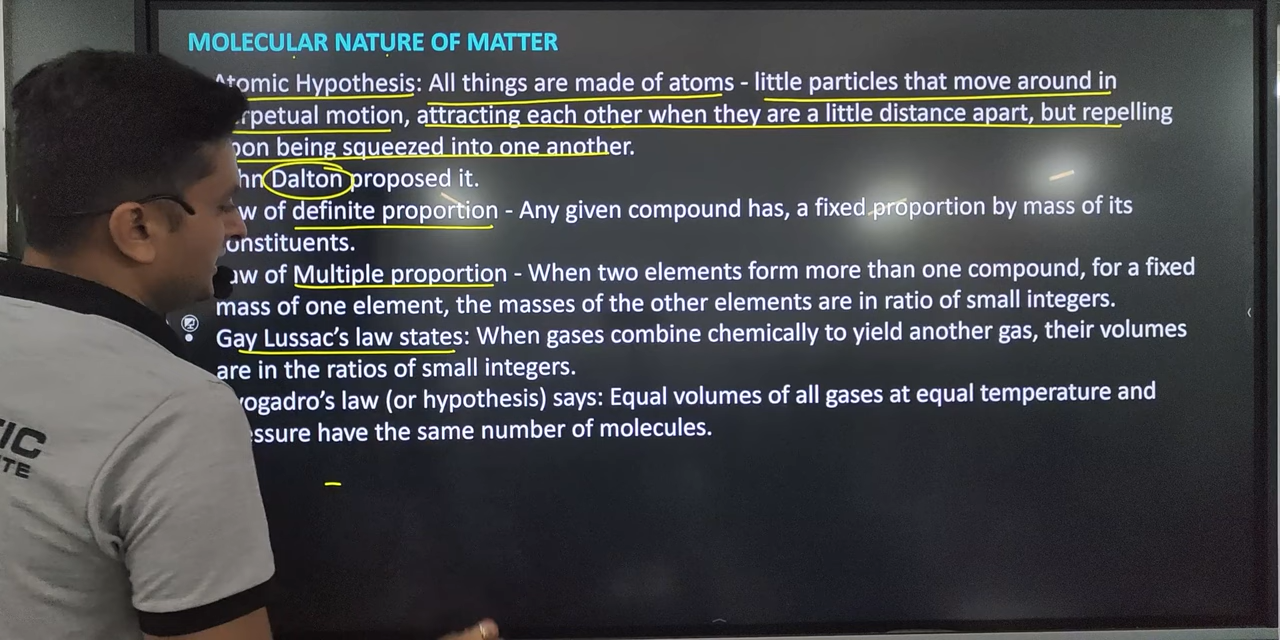 MOLECULAR NATURE OF MATTER
Atomic Hypothesis: All things are made of atoms - little particles that move around in
rpetual motion, attracting each other when they are a little distance apart, but repelling
pon being squeezed into one another.
hn Dalton proposed it.
w of definite proportion - Any given compound has, a fixed proportion by mass of its
onstituents.
aw of Multiple proportion - When two elements form more than one compound, for a fixed
mass of one element, the masses of the other elements are in ratio of small integers.
• Gay Lussac's law states: When gases combine chemically to yield another gas, their volumes
are in the ratios of small integers.
vogadro's law (or hypothesis) says: Equal volumes of all gases at equal temperature and
essure have the same number of molecules.
IC
TE